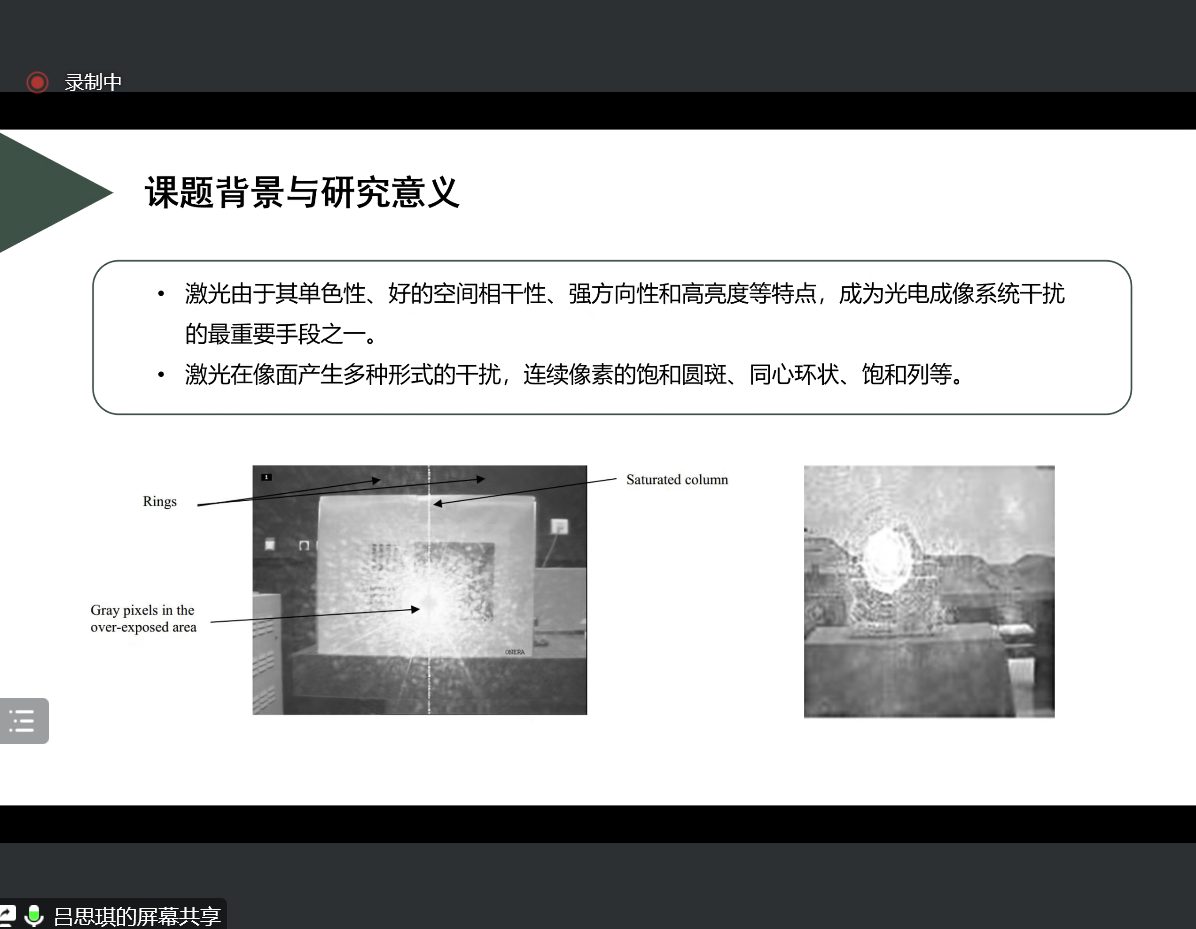 录制中
课题背景与研究意义
• 激光由于其单色性、好的空间相干性、强方向性和高亮度等特点，成为光电成像系统干扰
的最重要手段之一。
• 激光在像面产生多种形式的干扰，连续像素的饱和圆斑、同心环状、饱和列等。
1
Saturated column
Rings
Gray pixels in the
over-exposed area
ONERA
吕思琪的屏幕共享